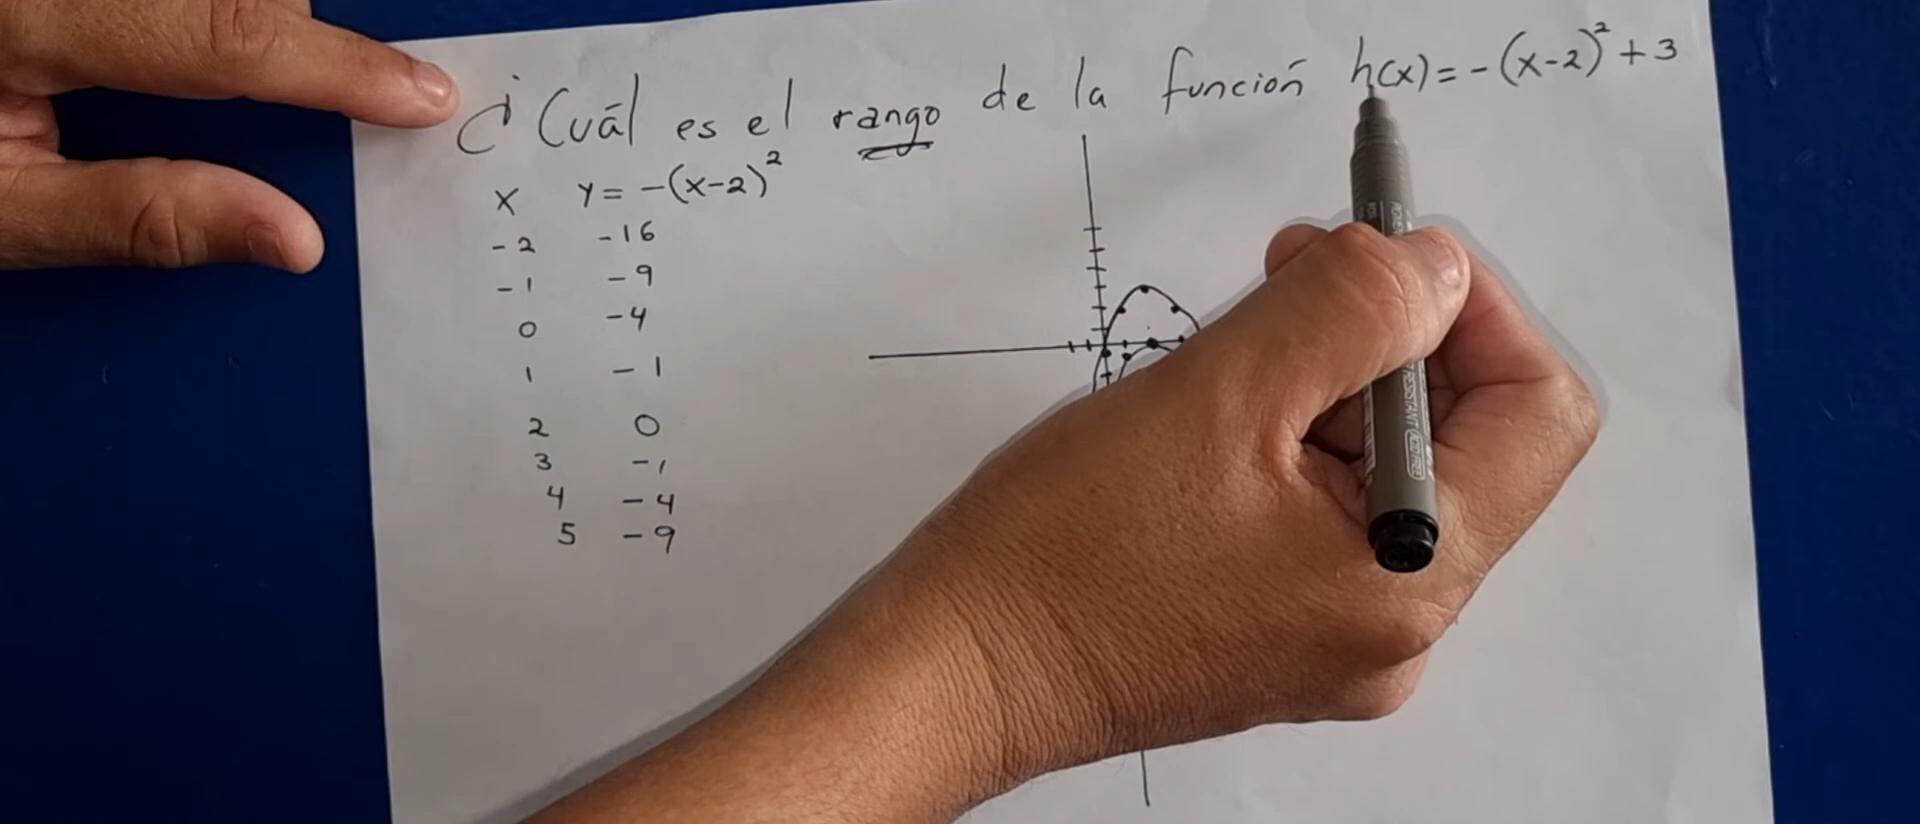 ¿Cuál es el rango de la función h(x)=-(x-2)²+3
x y=-(x-2)²
-2 -16
-1 -9
0 -4
1 -1
2 0
3 -1
4 -4
5 -9
RESISTANT